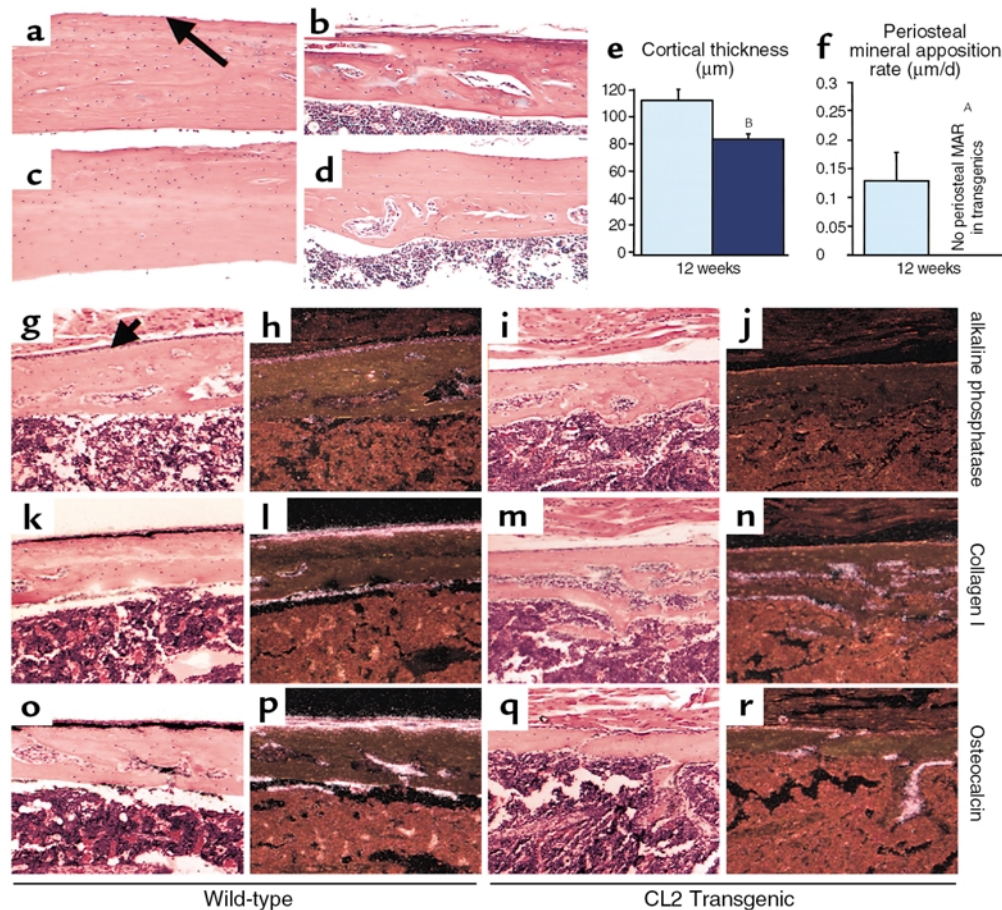 a
b
c
d
e
Cortical thickness
(μm)
120
100
80
60
40
20
0
B
12 weeks
f
Periosteal
mineral apposition
rate (μm/d)
0.3
0.25
0.2
0.15
0.1
0.05
0
A
No periosteal MAR
in transgenics
12 weeks
g
h
i
j
alkaline phosphatase
k
l
m
n
Collagen I
o
p
q
r
Osteocalcin
Wild-type
CL2 Transgenic